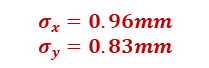 σx = 0.96mm
σy = 0.83mm